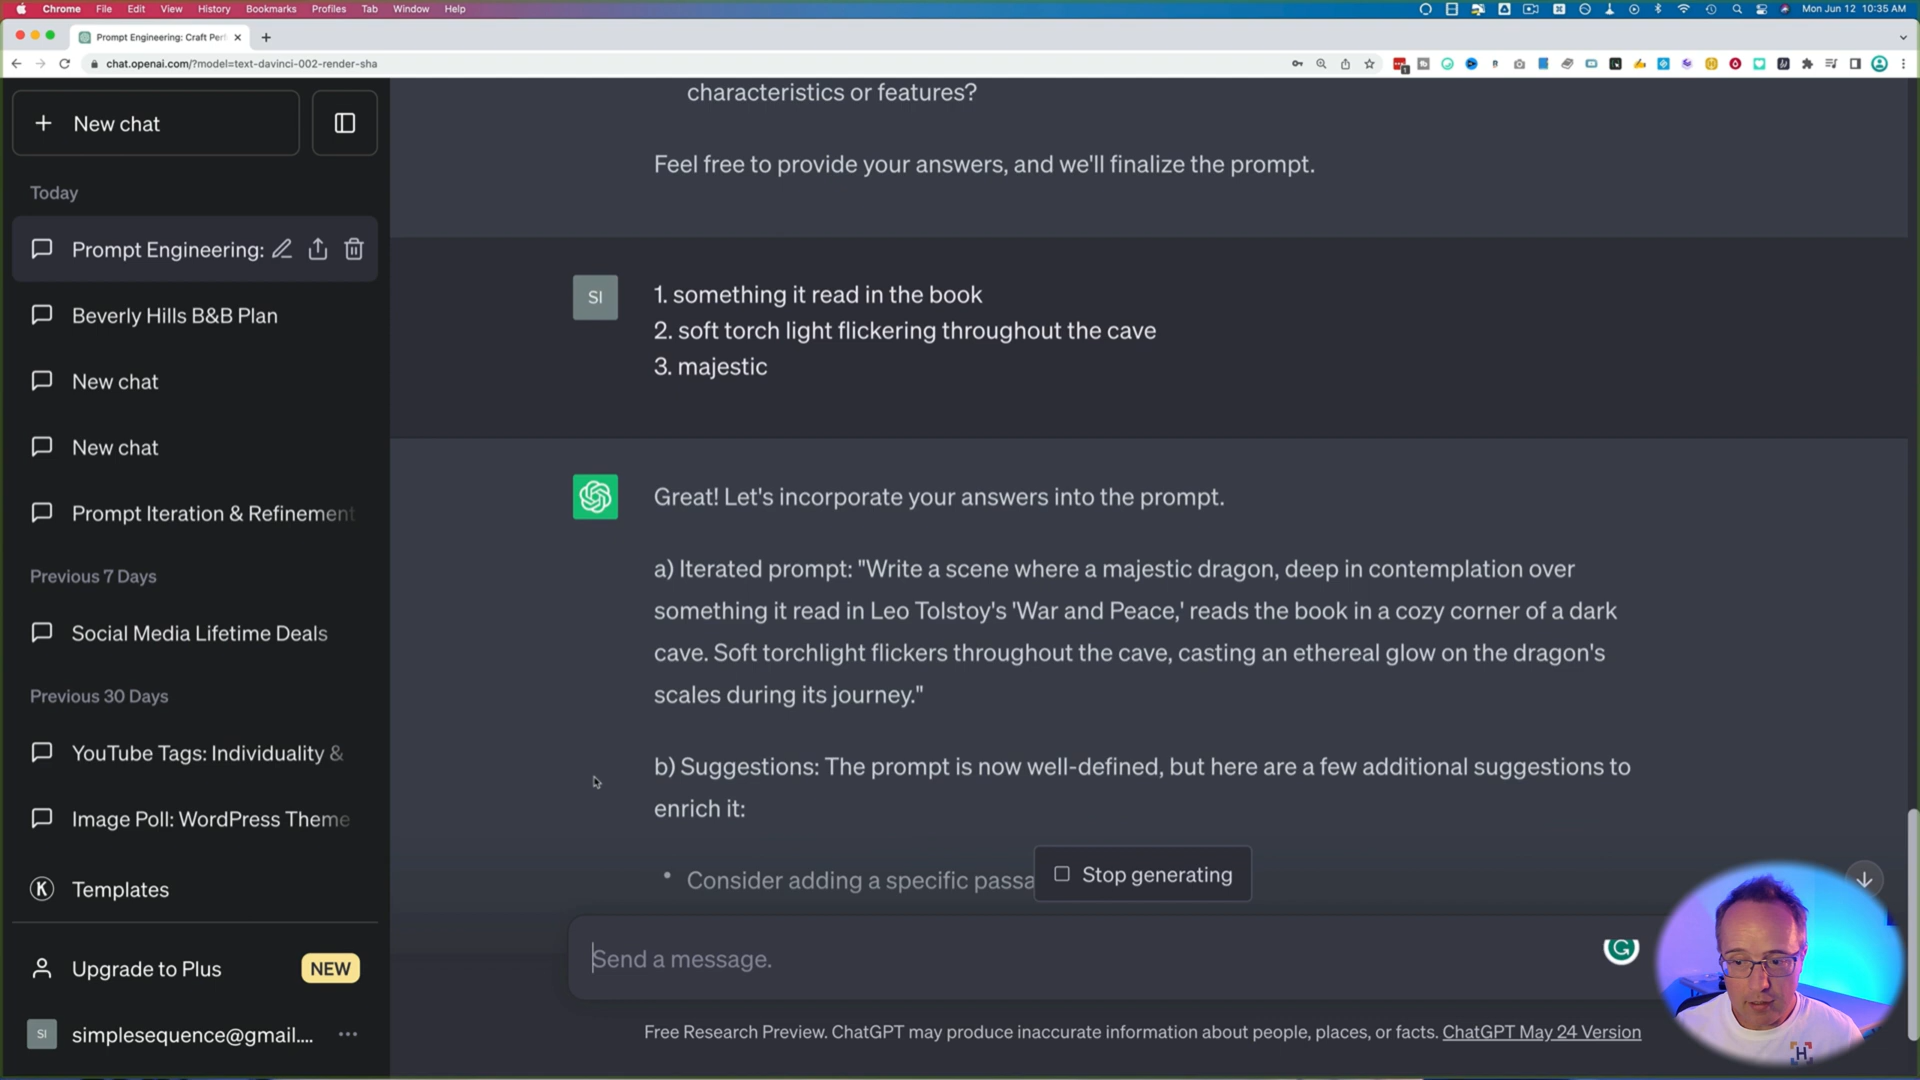 Chrome File Edit View History Bookmarks Profiles Tab Window Help Mon Jun 12 10:35 AM
Prompt Engineering: Craft Per
chat.openai.com/?model=text-davinci-002-render-sha
New chat
Today
Prompt Engineering:
Beverly Hills B&B Plan
New chat
New chat
Prompt Iteration & Refinement
Previous 7 Days
Social Media Lifetime Deals
Previous 30 Days
YouTube Tags: Individuality &
Image Poll: WordPress Theme
K Templates
Upgrade to Plus NEW
SI simplesequence@gmail....
characteristics or features?
Feel free to provide your answers, and we'll finalize the prompt.
SI
1. something it read in the book
2. soft torch light flickering throughout the cave
3. majestic
Great! Let's incorporate your answers into the prompt.
a) Iterated prompt: "Write a scene where a majestic dragon, deep in contemplation over
something it read in Leo Tolstoy's 'War and Peace,' reads the book in a cozy corner of a dark
cave. Soft torchlight flickers throughout the cave, casting an ethereal glow on the dragon's
scales during its journey."
b) Suggestions: The prompt is now well-defined, but here are a few additional suggestions to
enrich it:
• Consider adding a specific passa
Stop generating
Send a message.
Free Research Preview. ChatGPT may produce inaccurate information about people, places, or facts. ChatGPT May 24 Version
H